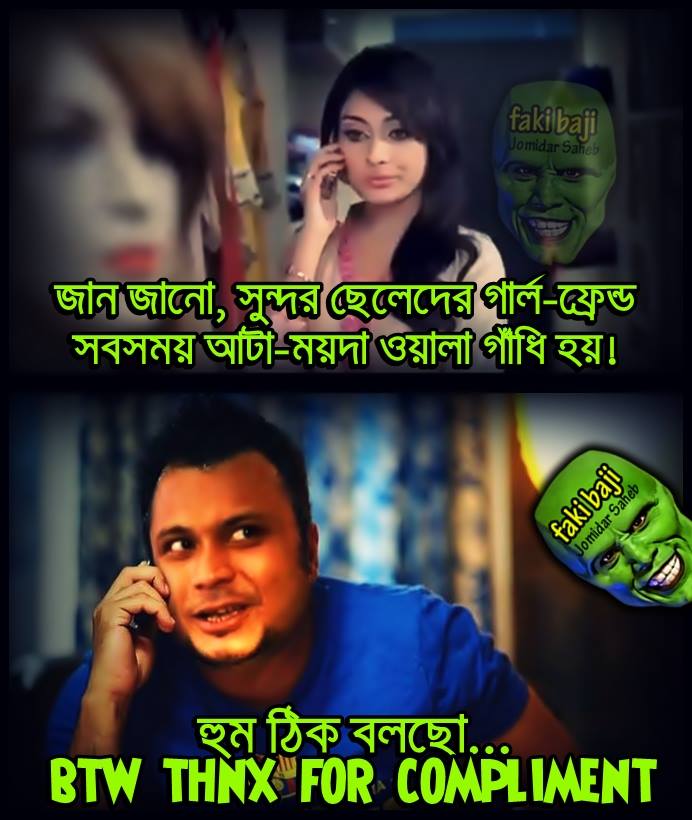 faki baji
Jomidar Saheb
জান জানো, সুন্দর ছেলেদের গার্ল-ফ্রেন্ড
সবসময় আটা-ময়দা ওয়ালা গাঁধি হয়!
faki baji
Jomidar Saheb
হুম ঠিক বলছো...
BTW THNX FOR COMPLIMENT